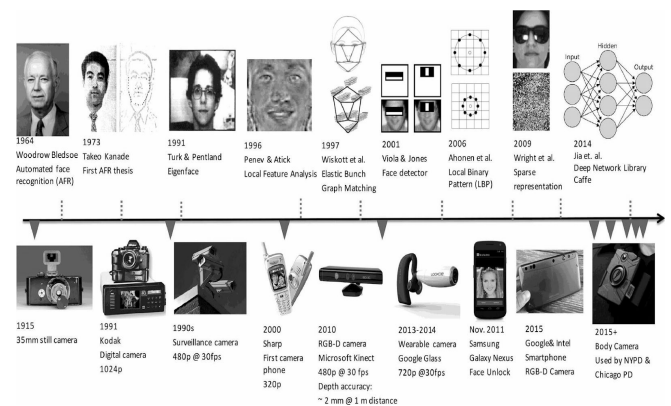 Input
Hidden
Output
1964
Woodrow Bledsoe
Automated face
recognition (AFR)
1973
Takeo Kanade
First AFR thesis
1991
Turk & Pentland
Eigenface
1996
Penev & Atick
Local Feature Analysis
1997
Wiskott et al.
Elastic Bunch
Graph Matching
2001
Viola & Jones
Face detector
2006
Ahonen et al.
Local Binary
Pattern (LBP)
2009
Wright et al.
Sparse
representation
2014
Jia et. al.
Deep Network Library
Caffe
1915
35mm still camera
1991
Kodak
Digital camera
1024p
1990s
Surveillance camera
480p @ 30fps
2000
Sharp
First camera
phone
320p
2010
RGB-D camera
Microsoft Kinect
480p @ 30 fps
Depth accuracy:
~ 2 mm @ 1 m distance
2013-2014
Wearable camera
Google Glass
720p @30fps
Nov. 2011
Samsung
Galaxy Nexus
Face Unlock
2015
Google& Intel
Smartphone
RGB-D Camera
2015+
Body Camera
Used by NYPD &
Chicago PD